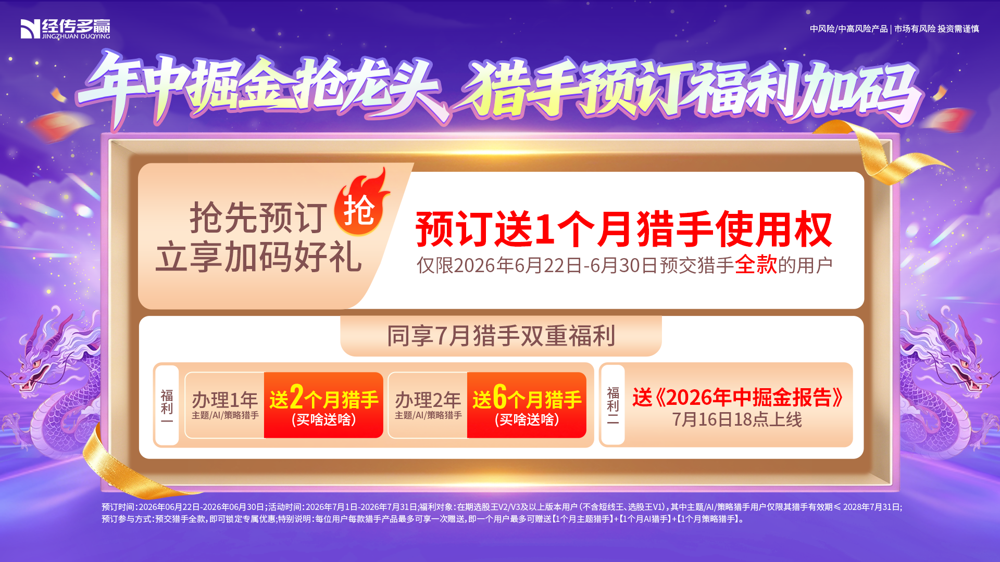 经传多赢
JINGZHUAN DUOYING
中风险/中高风险产品 | 市场有风险 投资需谨慎
年中掘金抢龙头 猎手预订福利加码
抢先预订
抢
立享加码好礼
预订送1个月猎手使用权
仅限2026年6月22日-6月30日预交猎手全款的用户
同享7月猎手双重福利
福利一
办理1年
主题/AI/策略猎手
送2个月猎手
(买啥送啥)
办理2年
主题/AI/策略猎手
送6个月猎手
(买啥送啥)
福利二
送《2026年中掘金报告》
7月16日18点上线
预订时间：2026年06月22日-2026年06月30日；活动时间：2026年7月1日-2026年7月31日;福利对象：在期选股王V2/V3及以上版本用户（不含短线王、选股王V1），其中主题/AI/策略猎手用户仅限其猎手有效期≤ 2028年7月31日;
预订参与方式：预交猎手全款，即可锁定专属优惠;特别说明：每位用户每款猎手产品最多可享一次赠送，即一个用户最多可赠送【1个月主题猎手】+【1个月AI猎手】+【1个月策略猎手】。